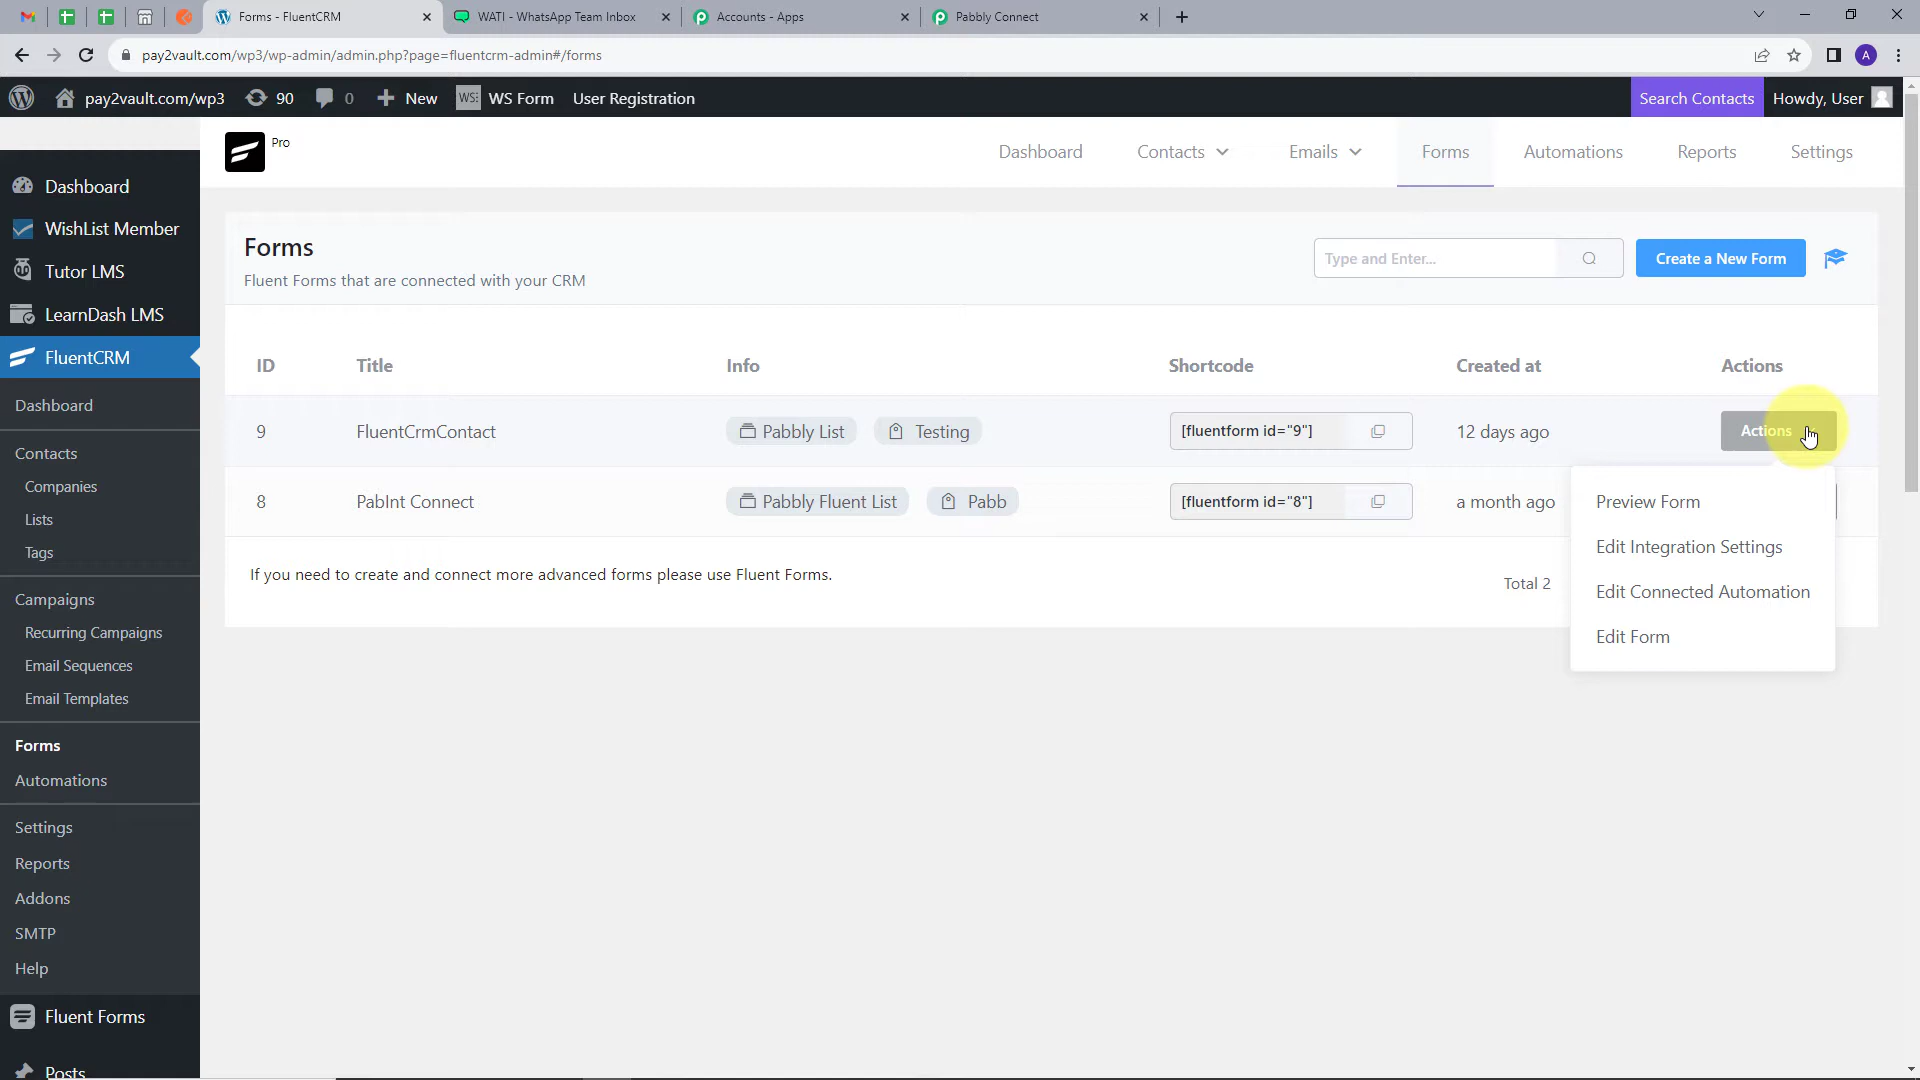 Forms - FluentCRM
WATI - WhatsApp Team Inbox
Accounts - Apps
Pabbly Connect
pay2vault.com/wp3/wp-admin/admin.php?page=fluentcrm-admin#/forms
A
pay2vault.com/wp3
90
0
New
WS Form
User Registration
Search Contacts
Howdy, User
Pro
Dashboard
Contacts
Emails
Forms
Automations
Reports
Settings
Dashboard
WishList Member
Tutor LMS
LearnDash LMS
FluentCRM
Dashboard
Contacts
Companies
Lists
Tags
Campaigns
Recurring Campaigns
Email Sequences
Email Templates
Forms
Automations
Settings
Reports
Addons
SMTP
Help
Fluent Forms
Posts
Forms
Fluent Forms that are connected with your CRM
Type and Enter...
Create a New Form
ID Title Info Shortcode Created at Actions
9 FluentCrmContact Pabbly List Testing [fluentform id="9"] 12 days ago Actions
8 PabInt Connect Pabbly Fluent List Pabb [fluentform id="8"] a month ago
If you need to create and connect more advanced forms please use Fluent Forms.
Total 2
Preview Form
Edit Integration Settings
Edit Connected Automation
Edit Form